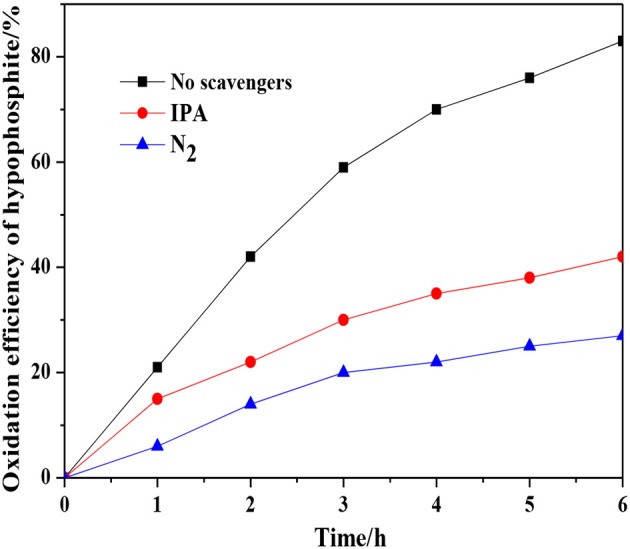 Oxidation efficiency of hypophosphite/%
80
60
40
20
0
No scavengers
IPA
N2
0 1 2 3 4 5 6
Time/h